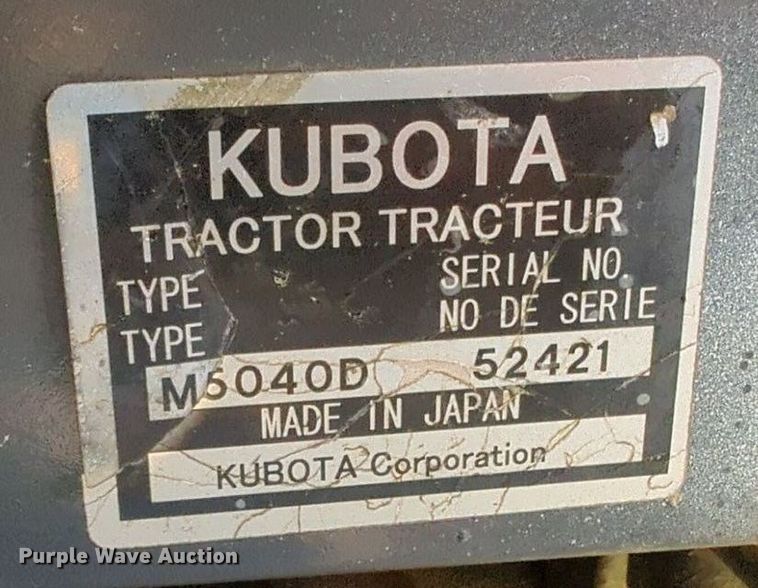 KUBOTA
TRACTOR TRACTEUR
TYPE SERIAL NO.
TYPE NO DE SERIE
M5040D 52421
MADE IN JAPAN
KUBOTA Corporation
Purple Wave Auction